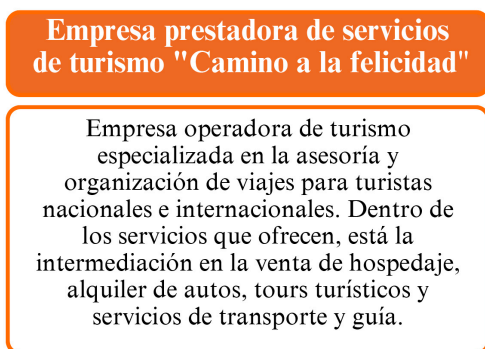 Empresa prestadora de servicios
de turismo "Camino a la felicidad"
Empresa operadora de turismo
especializada en la asesoría y
organización de viajes para turistas
nacionales e internacionales. Dentro de
los servicios que ofrecen, está la
intermediación en la venta de hospedaje,
alquiler de autos, tours turísticos y
servicios de transporte y guía.